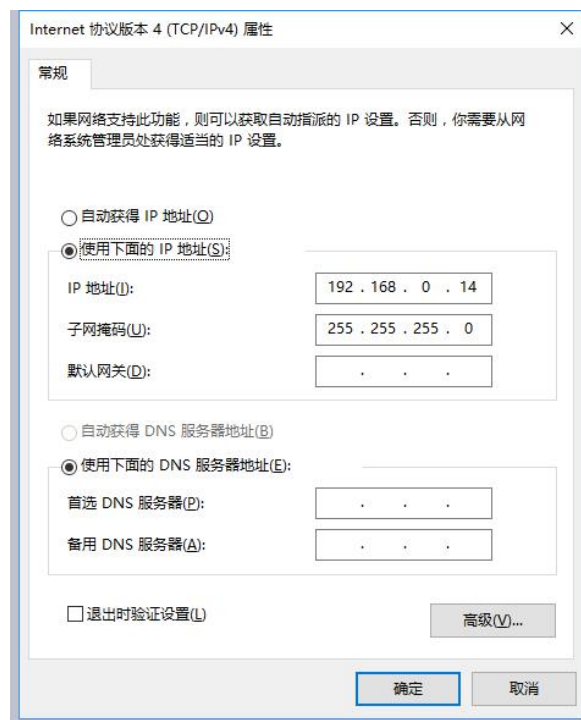 Internet 协议版本 4 (TCP/IPv4) 属性
常规
如果网络支持此功能，则可以获取自动指派的 IP 设置。否则，你需要从网
络系统管理员处获得适当的 IP 设置。
自动获得 IP 地址(O)
使用下面的 IP 地址(S):
IP 地址(I): 192 . 168 . 0 . 14
子网掩码(U): 255 . 255 . 255 . 0
默认网关(D): . . .
自动获得 DNS 服务器地址(B)
使用下面的 DNS 服务器地址(E):
首选 DNS 服务器(P): . . .
备用 DNS 服务器(A): . . .
退出时验证设置(L)
高级(V)...
确定 取消